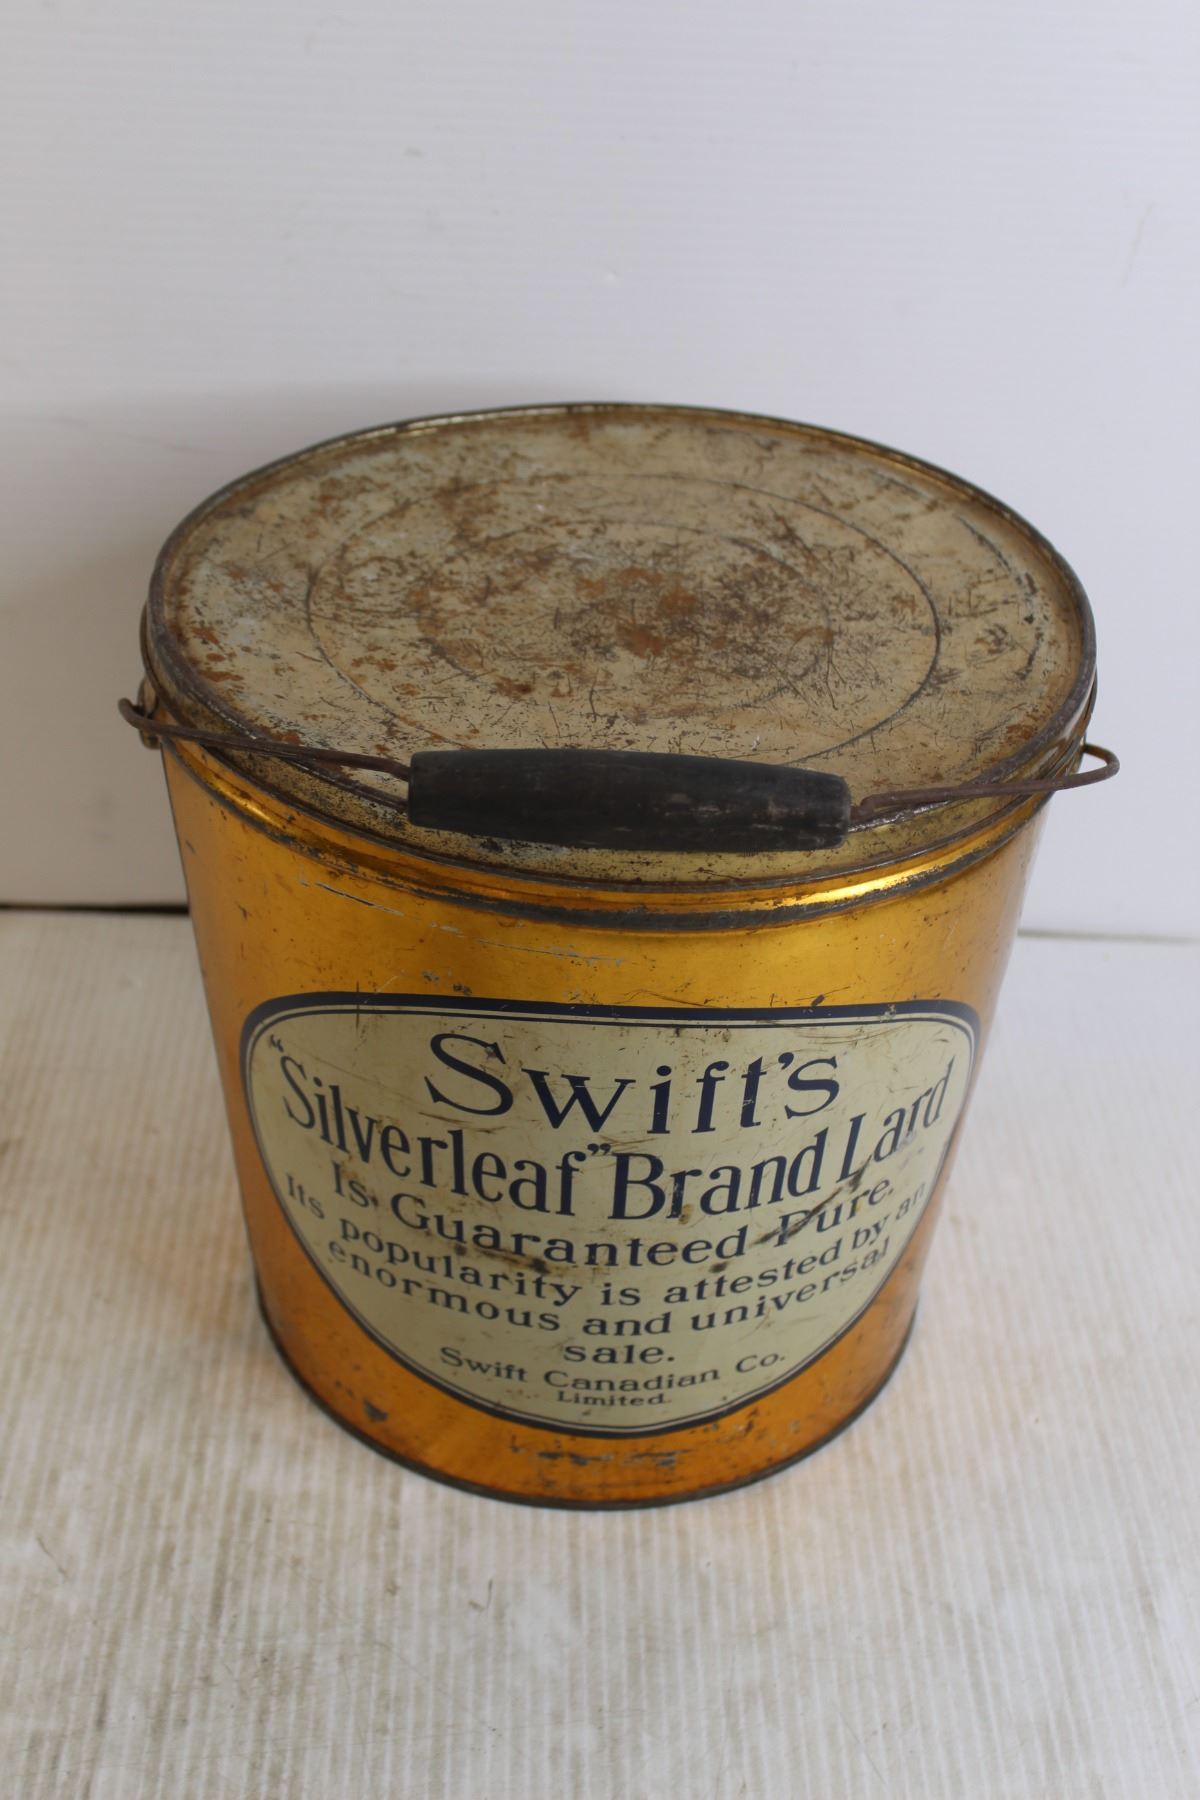 Swift's
"Silverleaf" Brand Lard
Is Guaranteed Pure.
Its popularity is attested by an
enormous and universal
sale.
Swift Canadian Co.
Limited.